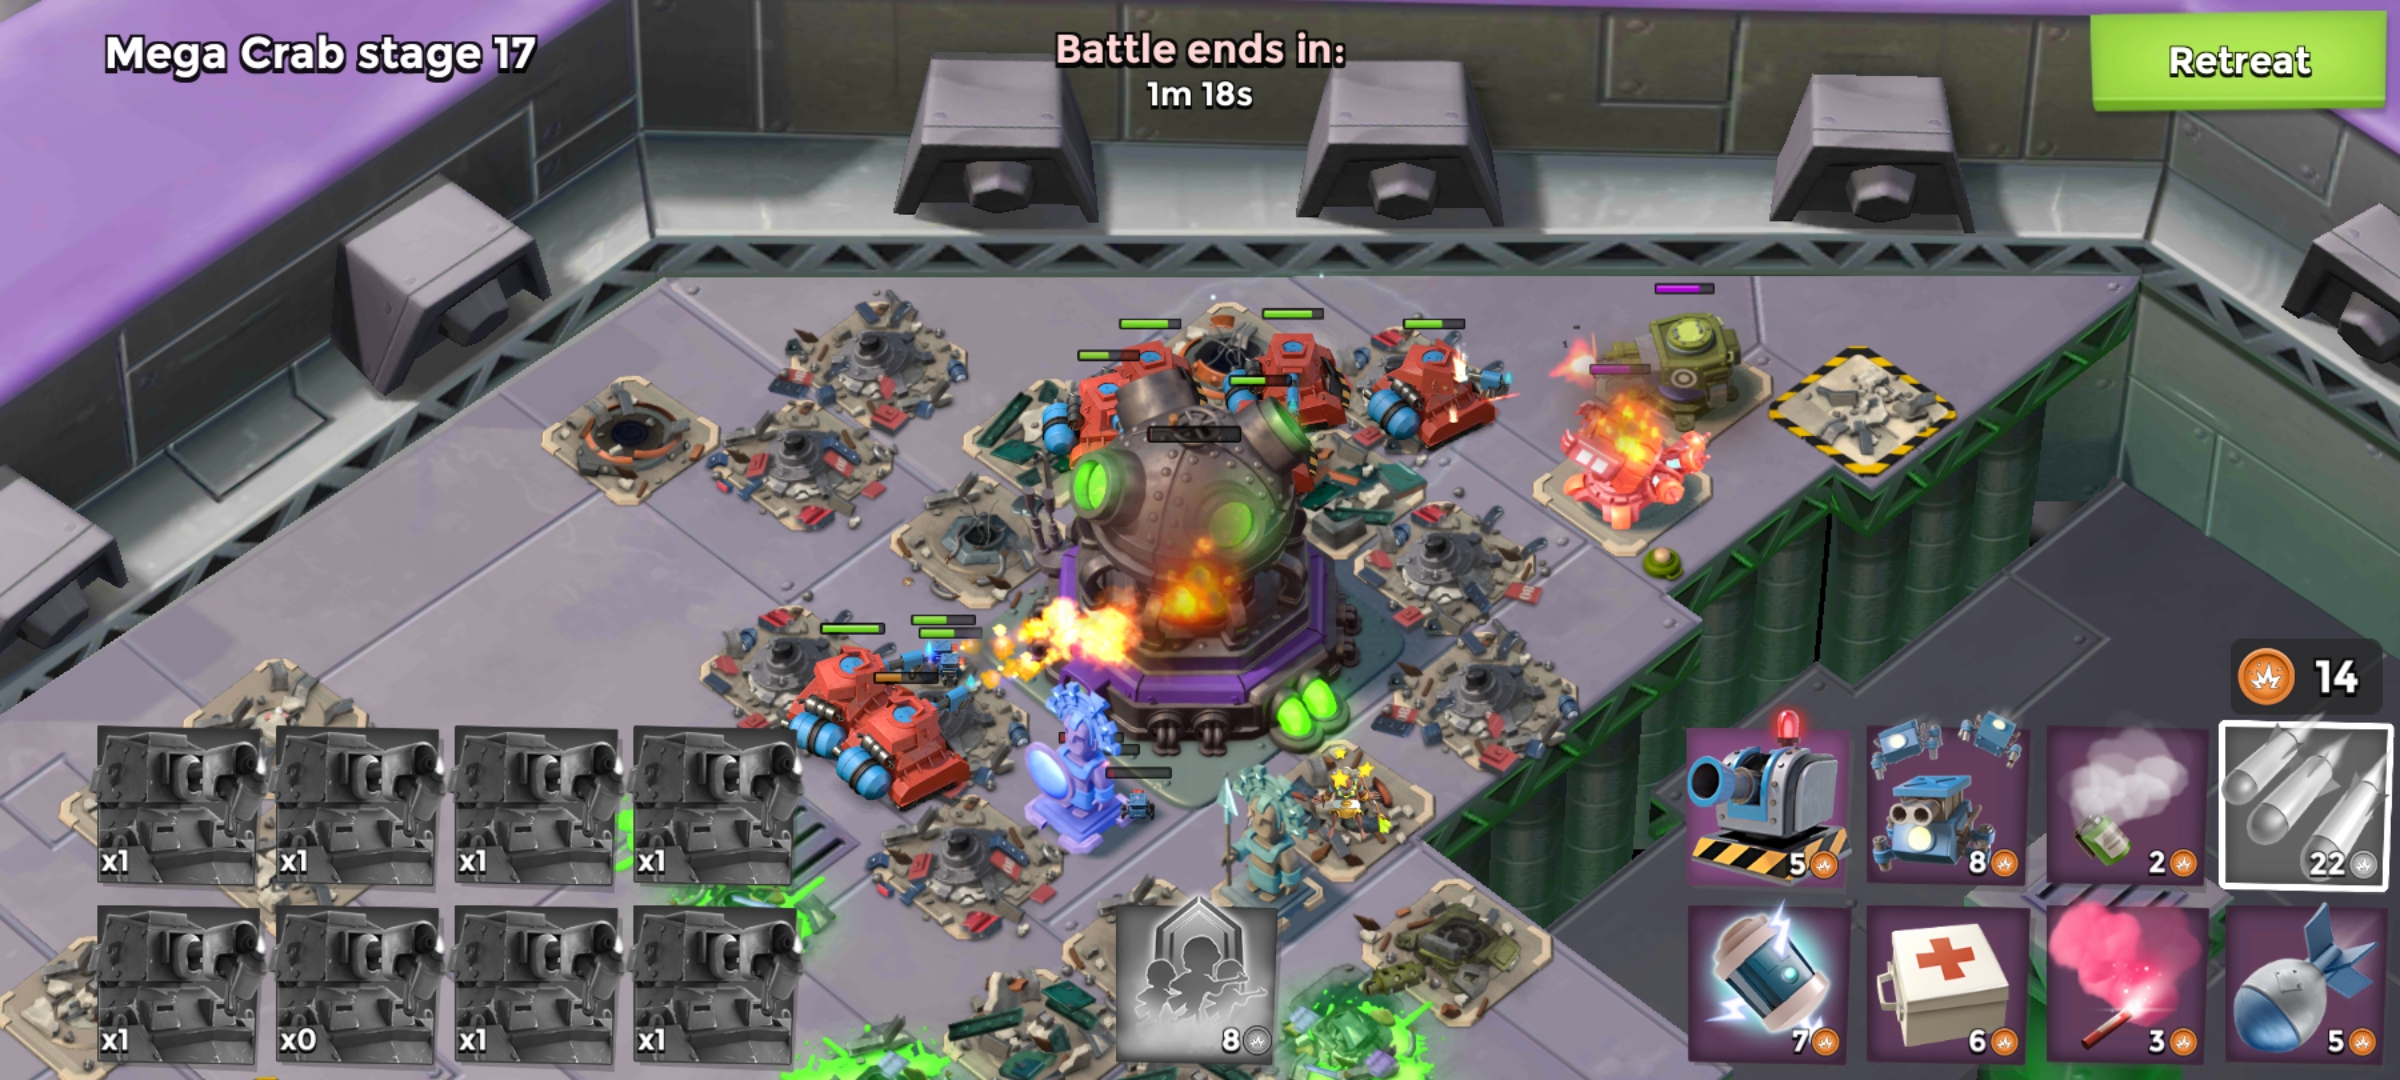 Mega Crab stage 17
Battle ends in:
1m 18s
Retreat
14
x1
x1
x1
x1
5
8
2
22
x1
x0
x1
x1
8
7
6
3
5